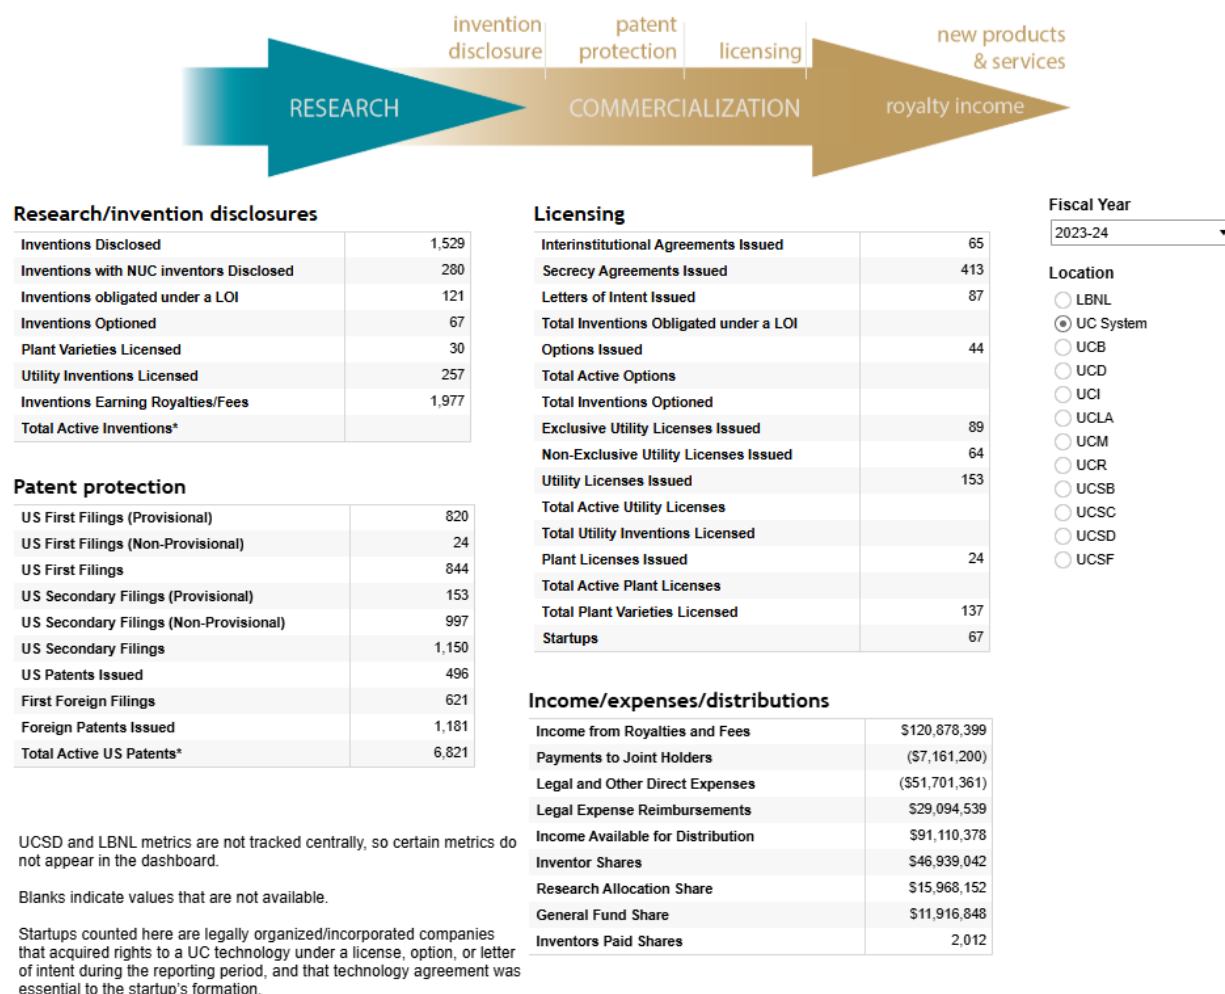 invention disclosure
patent protection
licensing
new products & services
RESEARCH
COMMERCIALIZATION
royalty income
Research/invention disclosures
Inventions Disclosed 1,529
Inventions with NUC inventors Disclosed 280
Inventions obligated under a LOI 121
Inventions Optioned 67
Plant Varieties Licensed 30
Utility Inventions Licensed 257
Inventions Earning Royalties/Fees 1,977
Total Active Inventions*
Patent protection
US First Filings (Provisional) 820
US First Filings (Non-Provisional) 24
US First Filings 844
US Secondary Filings (Provisional) 153
US Secondary Filings (Non-Provisional) 997
US Secondary Filings 1,150
US Patents Issued 496
First Foreign Filings 621
Foreign Patents Issued 1,181
Total Active US Patents* 6,821
UCSD and LBNL metrics are not tracked centrally, so certain metrics do
not appear in the dashboard.
Blanks indicate values that are not available.
Startups counted here are legally organized/incorporated companies
that acquired rights to a UC technology under a license, option, or letter
of intent during the reporting period, and that technology agreement was
essential to the startup's formation.
Licensing
Interinstitutional Agreements Issued 65
Secrecy Agreements Issued 413
Letters of Intent Issued 87
Total Inventions Obligated under a LOI
Options Issued 44
Total Active Options
Total Inventions Optioned
Exclusive Utility Licenses Issued 89
Non-Exclusive Utility Licenses Issued 64
Utility Licenses Issued 153
Total Active Utility Licenses
Total Utility Inventions Licensed
Plant Licenses Issued 24
Total Active Plant Licenses
Total Plant Varieties Licensed 137
Startups 67
Income/expenses/distributions
Income from Royalties and Fees $120,878,399
Payments to Joint Holders ($7,161,200)
Legal and Other Direct Expenses ($51,701,361)
Legal Expense Reimbursements $29,094,539
Income Available for Distribution $91,110,378
Inventor Shares $46,939,042
Research Allocation Share $15,968,152
General Fund Share $11,916,848
Inventors Paid Shares 2,012
Fiscal Year
2023-24
Location
LBNL
UC System
UCB
UCD
UCI
UCLA
UCM
UCR
UCSB
UCSC
UCSD
UCSF